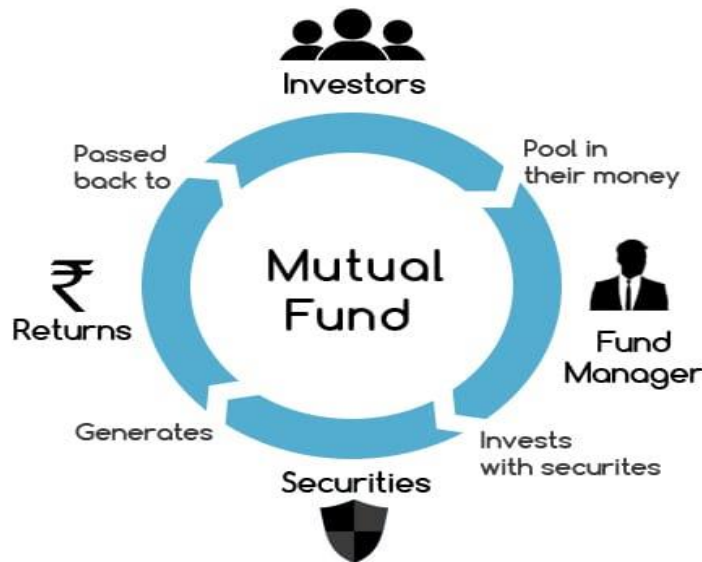 Investors
Passed
back to
Pool in
their money
Mutual
Fund
₹
Returns
Fund
Manager
Generates
Invests
with securites
Securities